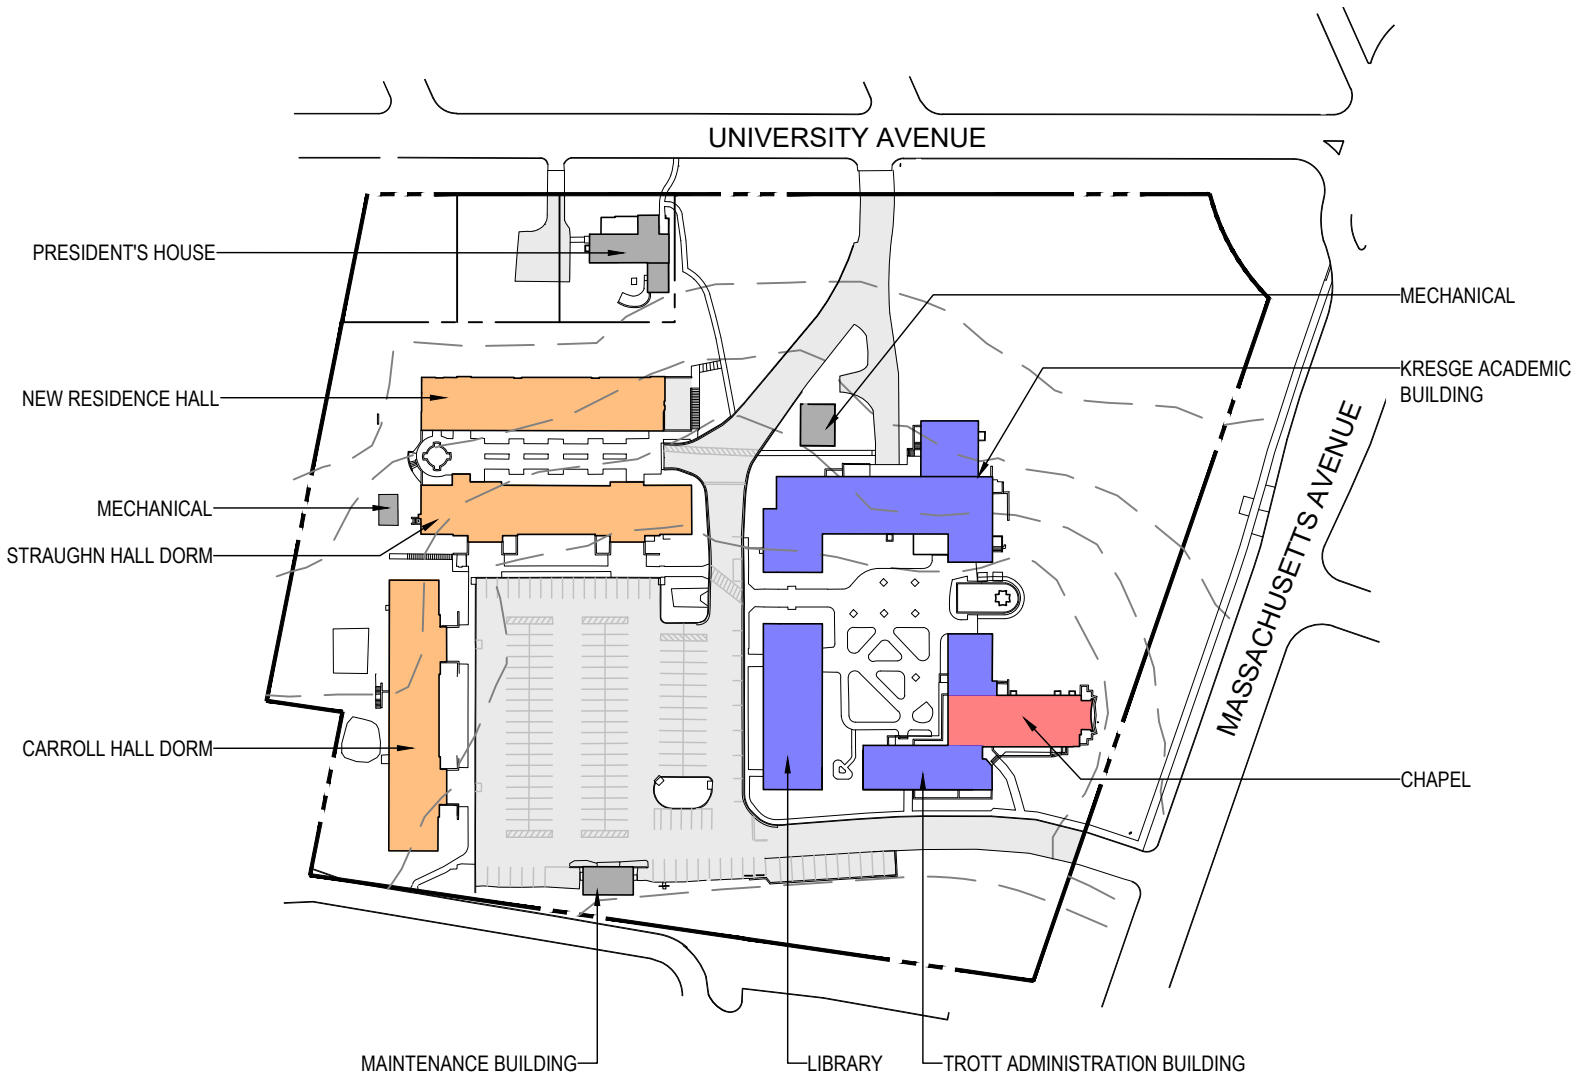 UNIVERSITY AVENUE
PRESIDENT'S HOUSE
MECHANICAL
KRESGE ACADEMIC
BUILDING
NEW RESIDENCE HALL
MASSACHUSETTS AVENUE
MECHANICAL
STRAUGHN HALL DORM
CARROLL HALL DORM
CHAPEL
MAINTENANCE BUILDING
LIBRARY
TROTT ADMINISTRATION BUILDING